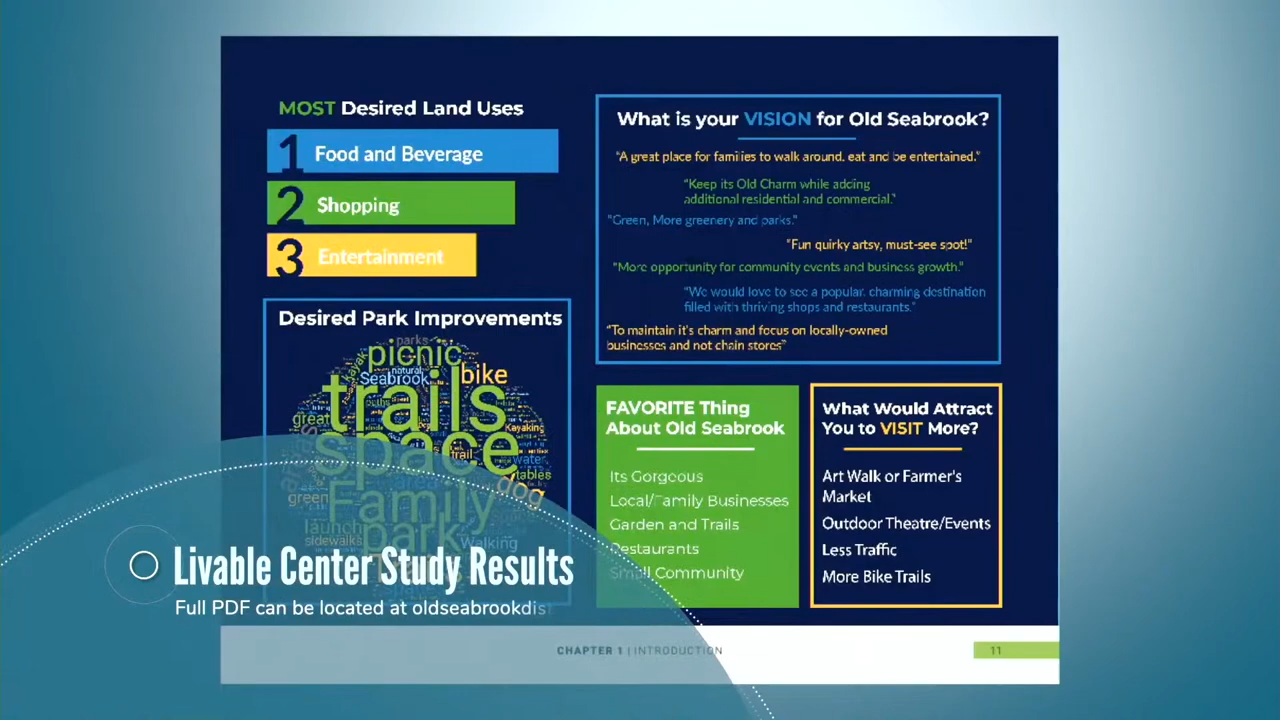 MOST Desired Land Uses
1 Food and Beverage
2 Shopping
3 Entertainment
Desired Park Improvements
parks
picnic
kayak
natural
Seabrook
bike
trails
paths
great
Kayaking
space
trail
water
tables
dog
green
Family
launch
park
sidewalks
Walking
What is your VISION for Old Seabrook?
"A great place for families to walk around, eat and be entertained."
"Keep its Old Charm while adding
additional residential and commercial."
"Green, More greenery and parks."
"Fun quirky artsy, must-see spot!"
"More opportunity for community events and business growth."
"We would love to see a popular, charming destination
filled with thriving shops and restaurants."
"To maintain it's charm and focus on locally-owned
businesses and not chain stores"
FAVORITE Thing
About Old Seabrook
Its Gorgeous
Local/Family Businesses
Garden and Trails
Restaurants
Small Community
What Would Attract
You to VISIT More?
Art Walk or Farmer's
Market
Outdoor Theatre/Events
Less Traffic
More Bike Trails
Livable Center Study Results
Full PDF can be located at oldseabrookdist
CHAPTER 1 | INTRODUCTION
11